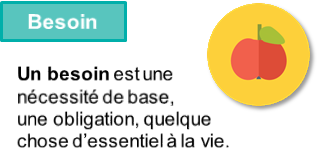 Besoin
Un besoin est une
nécessité de base,
une obligation, quelque
chose d'essentiel à la vie.